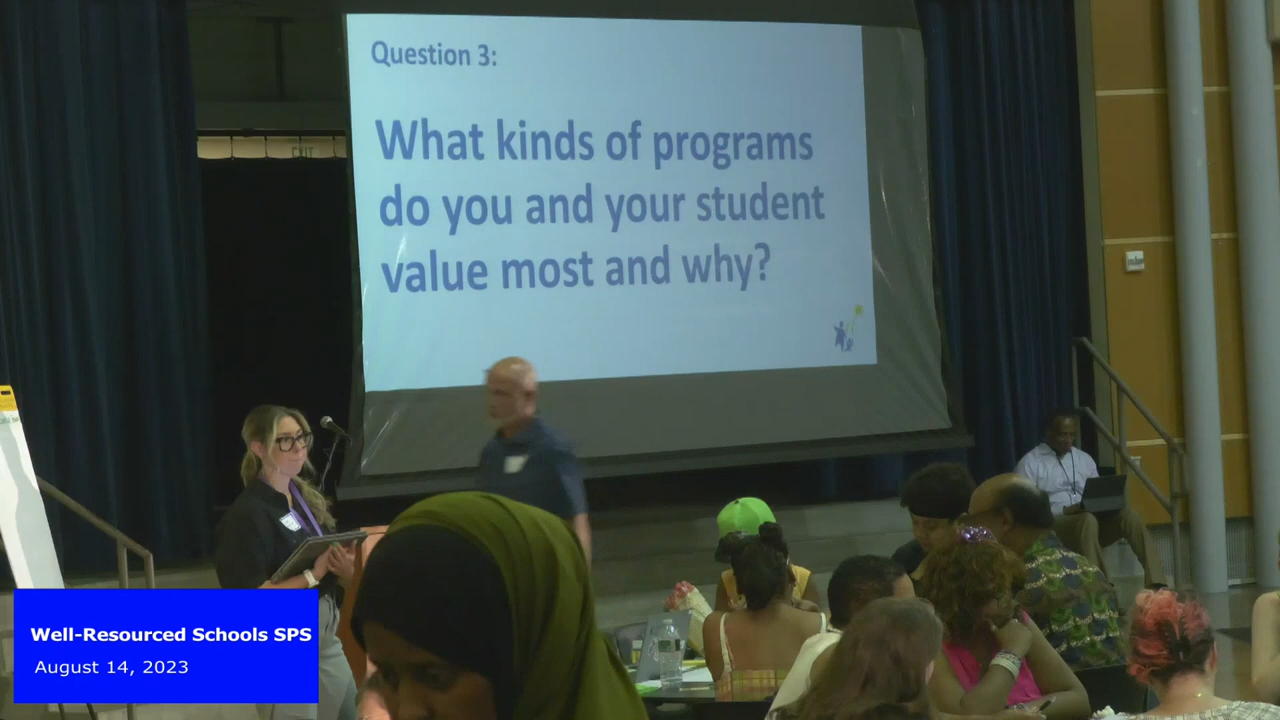 Question 3:
What kinds of programs
do you and your student
value most and why?
EXIT
Well-Resourced Schools SPS
August 14, 2023